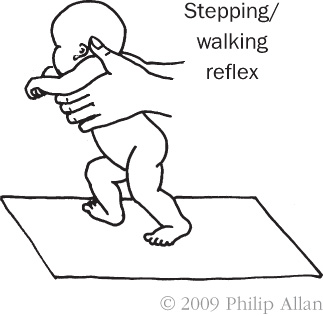 Stepping/
walking
reflex
© 2009 Philip Allan